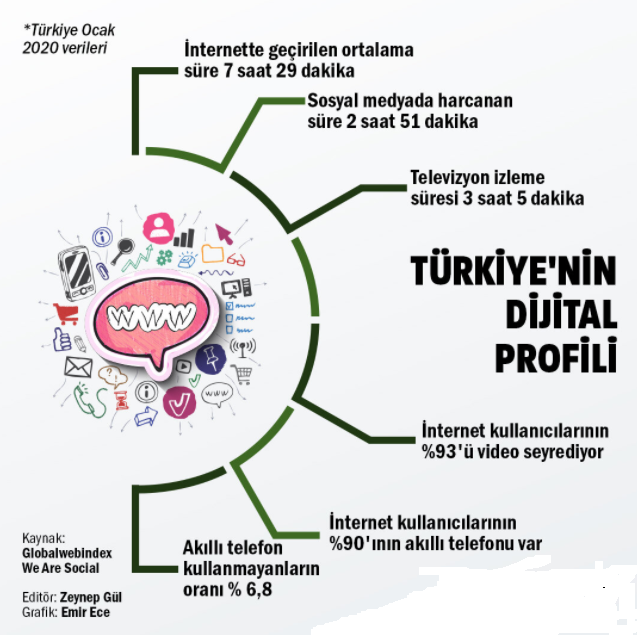 *Türkiye Ocak
2020 verileri
İnternette geçirilen ortalama
süre 7 saat 29 dakika
Sosyal medyada harcanan
süre 2 saat 51 dakika
Televizyon izleme
süresi 3 saat 5 dakika
TÜRKİYE'NİN
DİJİTAL
PROFİLİ
www
www
İnternet kullanıcılarının
%93'ü video seyrediyor
İnternet kullanıcılarının
%90'ının akıllı telefonu var
Akıllı telefon
kullanmayanların
oranı % 6,8
Kaynak:
Globalwebindex
We Are Social
Editör: Zeynep Gül
Grafik: Emir Ece